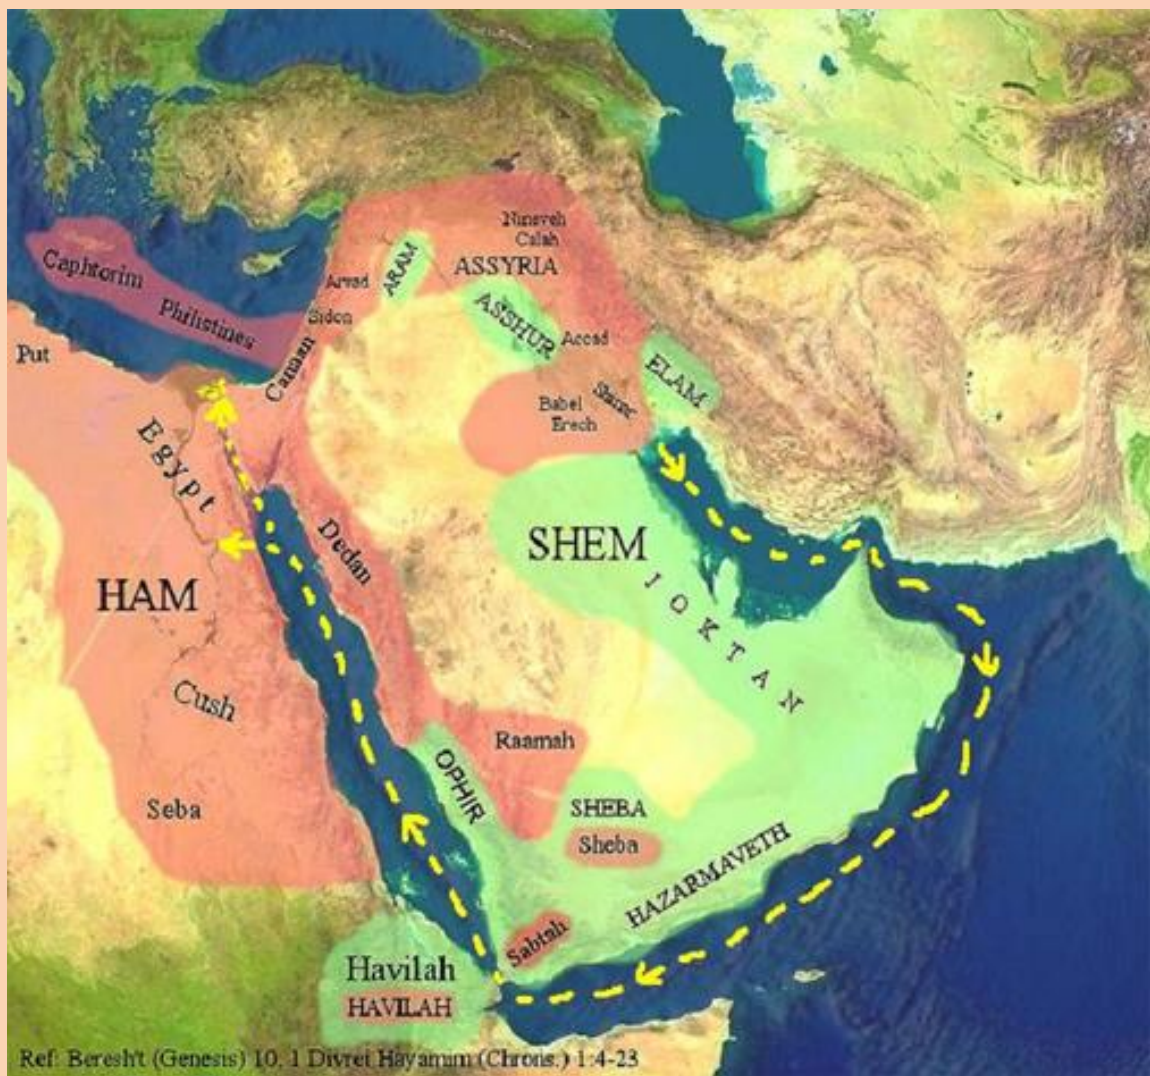 Nineveh
Calah
ARAM
ASSYRIA
Arvad
Caphtorim
Philistines
Sidon
ASSHUR
Accad
Put
Canaan
ELAM
Shinar
Babel
Erech
Egypt
SHEM
Dedan
HAM
JOKTAN
Cush
Raamah
OPHIR
Seba
SHEBA
Sheba
HAZARMAVETH
Sabtah
Havilah
HAVILAH
Ref: Beresh't (Genesis) 10, 1 Divrei Hayamim (Chrons.) 1:4-23